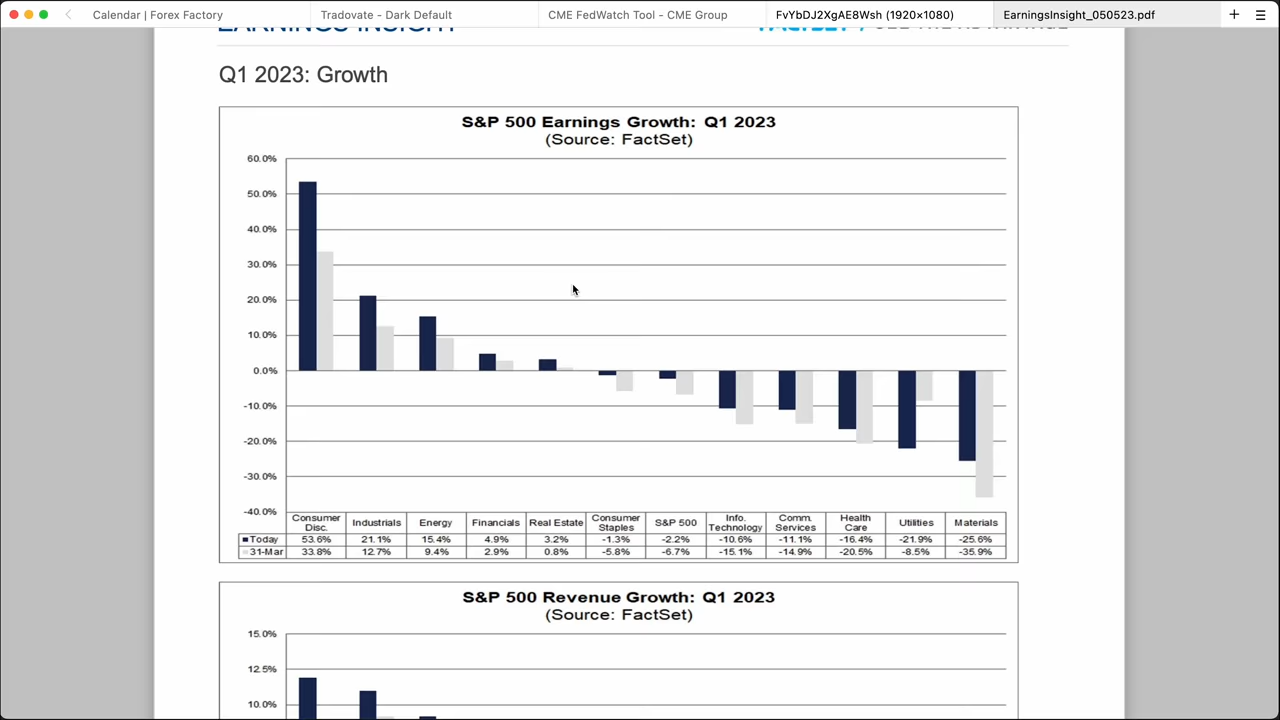 Calendar | Forex Factory
Tradovate - Dark Default
CME FedWatch Tool - CME Group
FvYbDJ2XgAE8Wsh (1920×1080)
EarningsInsight_050523.pdf
EARNINGS INSIGHT
Q1 2023: Growth
S&P 500 Earnings Growth: Q1 2023
(Source: FactSet)
60.0%
50.0%
40.0%
30.0%
20.0%
10.0%
0.0%
-10.0%
-20.0%
-30.0%
-40.0%
Consumer Disc. Industrials Energy Financials Real Estate Consumer Staples S&P 500 Info. Technology Comm. Services Health Care Utilities Materials
Today 53.6% 21.1% 15.4% 4.9% 3.2% -1.3% -2.2% -10.6% -11.1% -16.4% -21.9% -25.6%
31-Mar 33.8% 12.7% 9.4% 2.9% 0.8% -5.8% -6.7% -15.1% -14.9% -20.5% -8.5% -35.9%
S&P 500 Revenue Growth: Q1 2023
(Source: FactSet)
15.0%
12.5%
10.0%